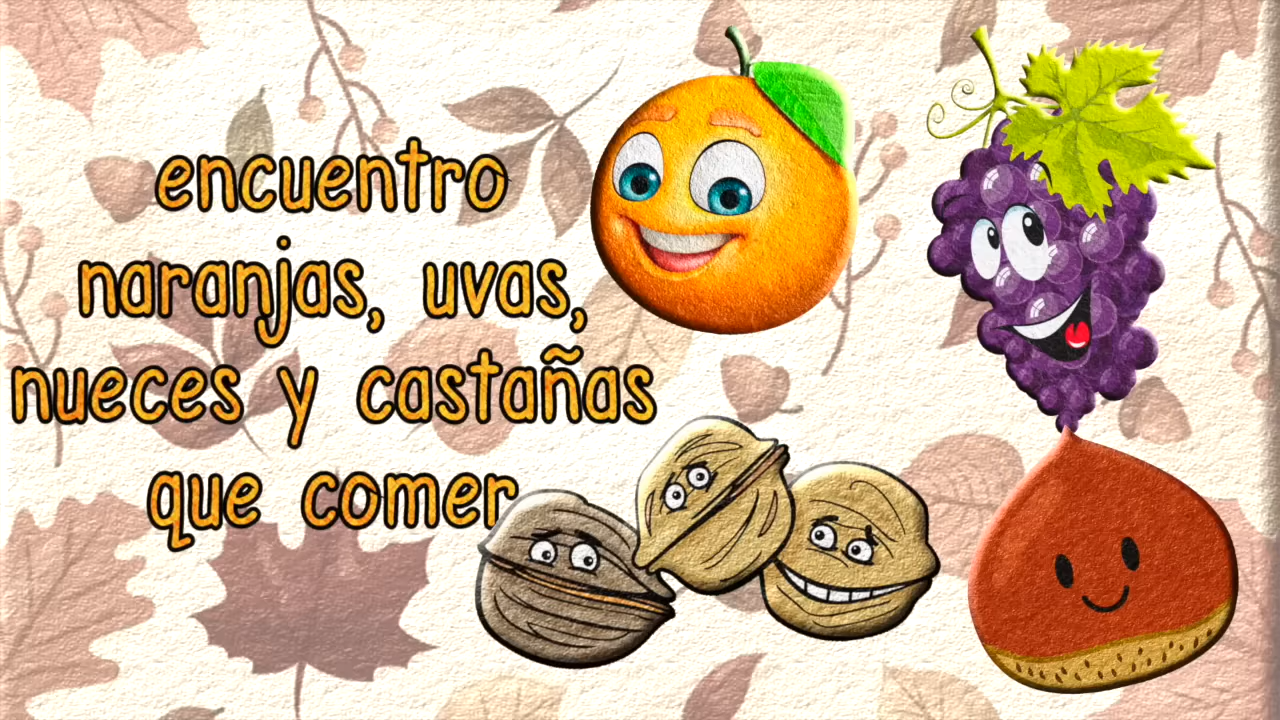 encuentro
naranjas, uvas,
nueces y castañas
que comer